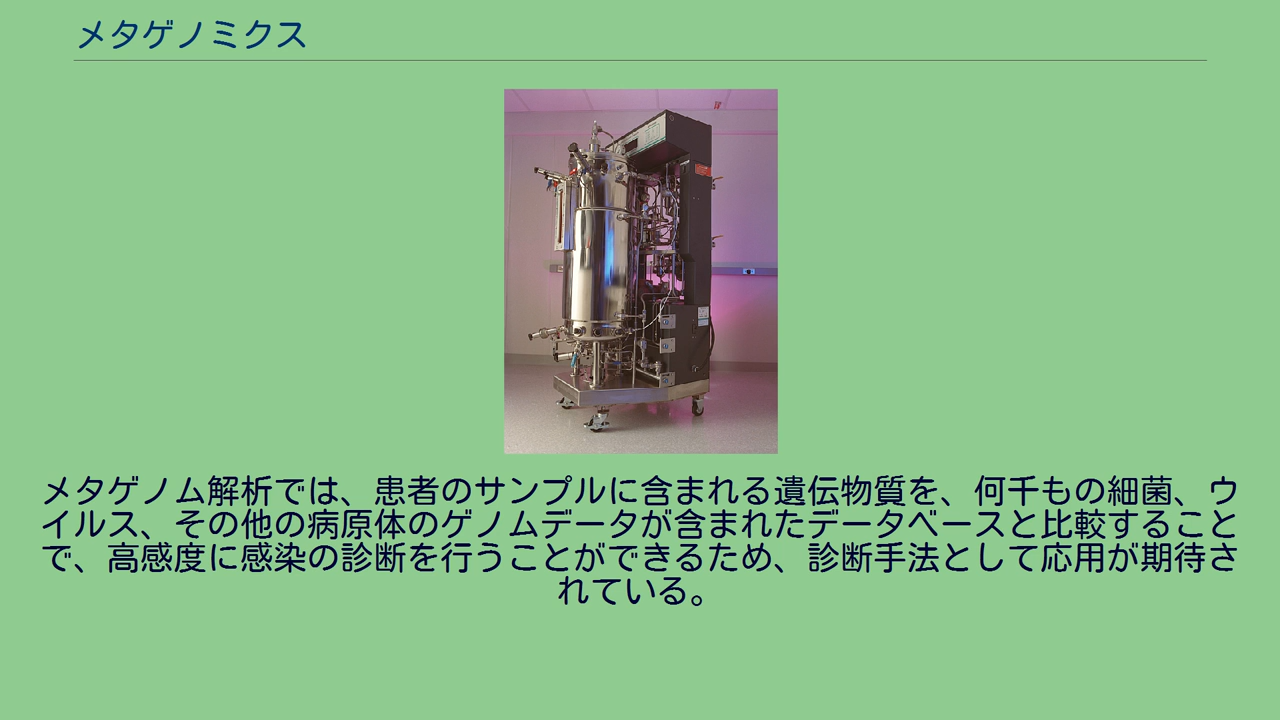 メタゲノミクス
メタゲノム解析では、患者のサンプルに含まれる遺伝物質を、何千もの細菌、ウ
イルス、その他の病原体のゲノムデータが含まれたデータベースと比較すること
で、高感度に感染の診断を行うことができるため、診断手法として応用が期待さ
れている。